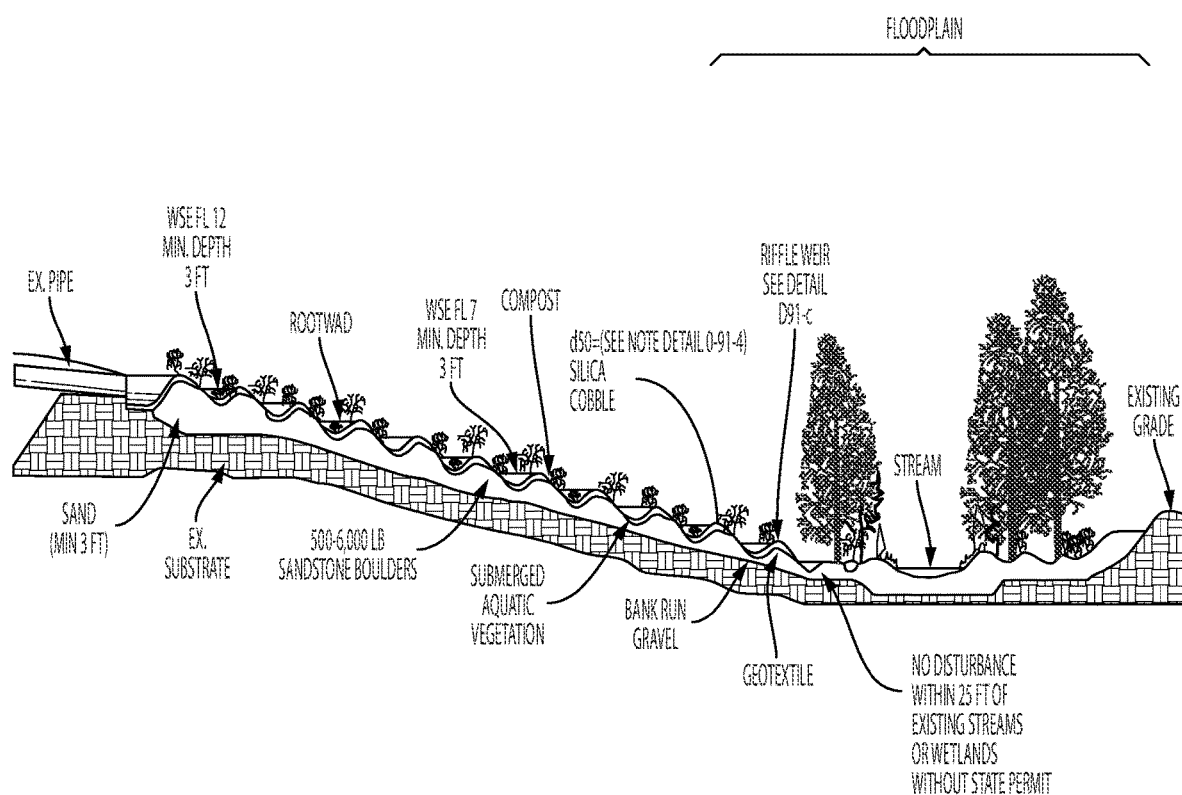 FLOODPLAIN
WSE FL 12
MIN. DEPTH
3 FT
EX. PIPE
ROOTWAD
WSE FL 7
MIN. DEPTH
3 FT
COMPOST
RIFFLE WEIR
SEE DETAIL
D91-c
d50=(SEE NOTE DETAIL 0-91-4)
SILICA
COBBLE
EXISTING
GRADE
STREAM
SAND
(MIN 3 FT)
EX.
SUBSTRATE
500-6,000 LB
SANDSTONE BOULDERS
SUBMERGED
AQUATIC
VEGETATION
BANK RUN
GRAVEL
GEOTEXTILE
NO DISTURBANCE
WITHIN 25 FT OF
EXISTING STREAMS
OR WETLANDS
WITHOUT STATE PERMIT